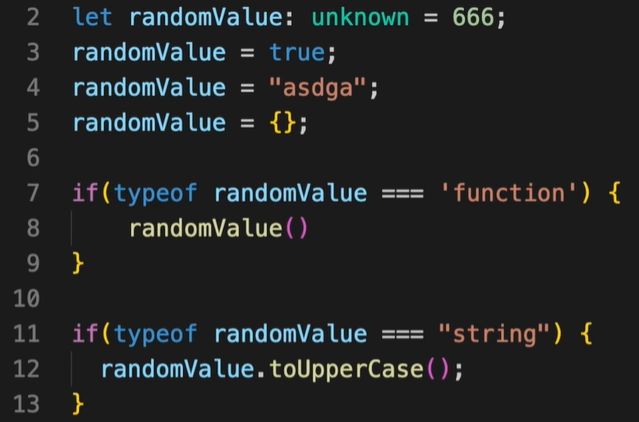 2 let randomValue: unknown = 666;
3 randomValue = true;
4 randomValue = "asdga";
5 randomValue = {};
6
7 if(typeof randomValue === 'function') {
8 randomValue()
9 }
10
11 if(typeof randomValue === "string") {
12 randomValue.toUpperCase();
13 }